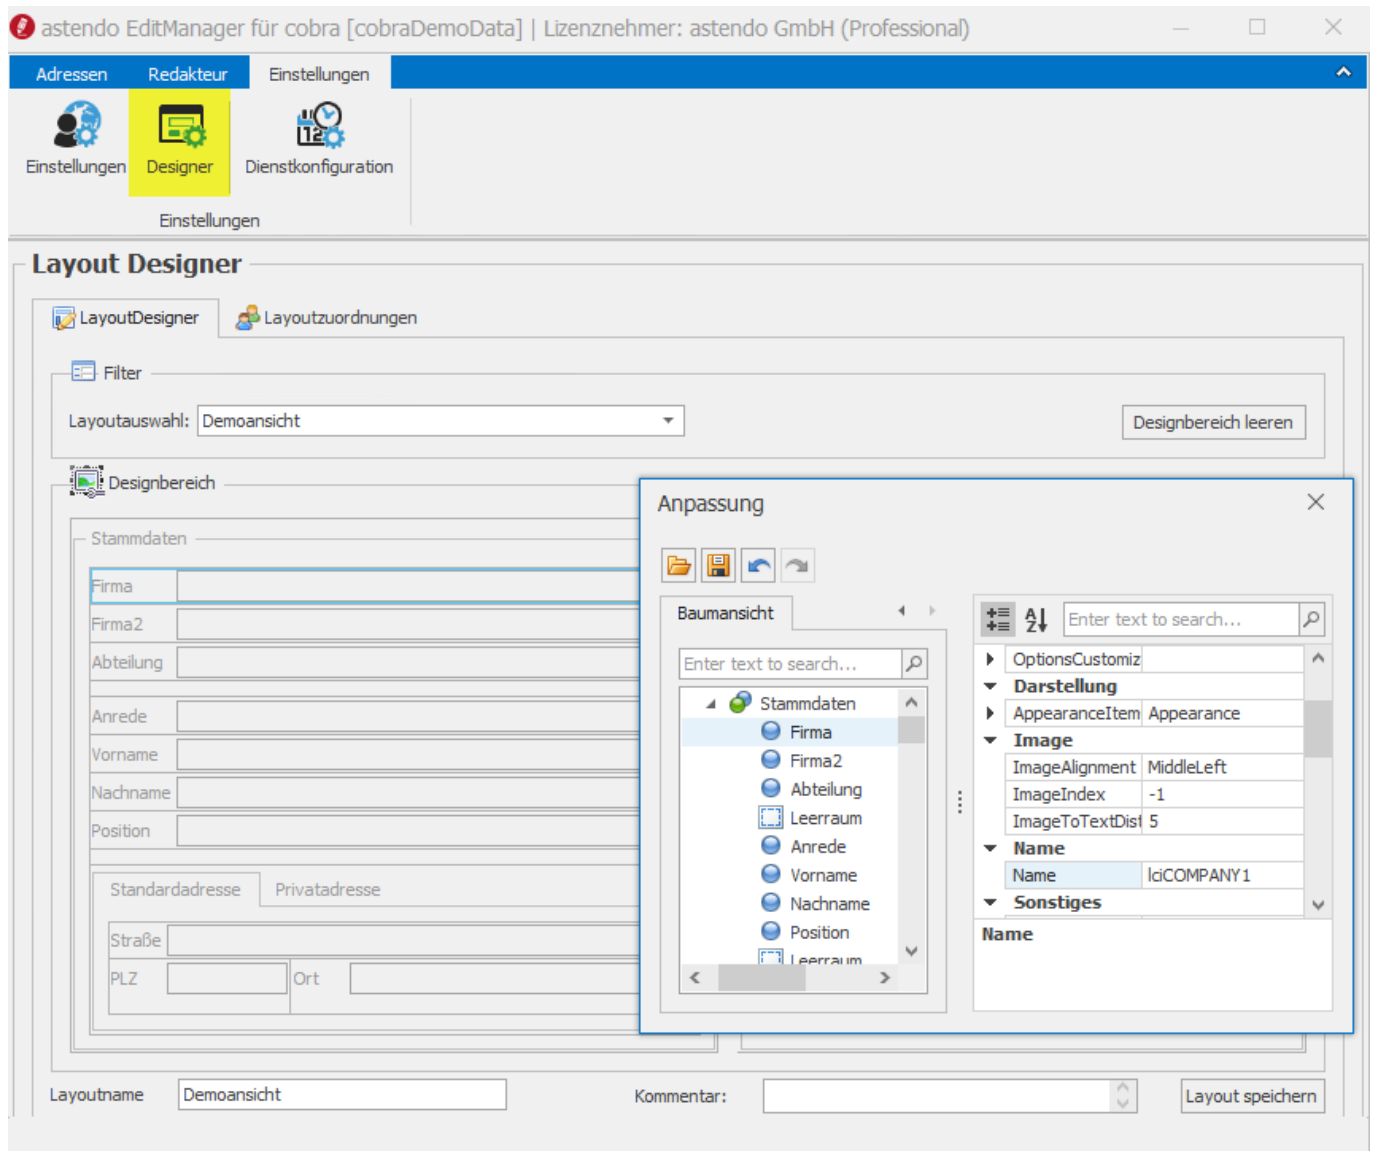 astendo EditManager für cobra [cobraDemoData] | Lizenznehmer: astendo GmbH (Professional)
Adressen Redakteur Einstellungen
Einstellungen Designer Dienstkonfiguration
Einstellungen
Layout Designer
LayoutDesigner Layoutzuordnungen
Filter
Layoutauswahl: Demoansicht Designbereich leeren
Designbereich
Stammdaten
Firma
Firma2
Abteilung
Anrede
Vorname
Nachname
Position
Standardadresse Privatadresse
Straße
PLZ Ort
Anpassung
Baumansicht
Enter text to search...
Stammdaten
Firma
Firma2
Abteilung
Leerraum
Anrede
Vorname
Nachname
Position
Leerraum
Enter text to search...
OptionsCustomiz
Darstellung
AppearanceItem Appearance
Image
ImageAlignment MiddleLeft
ImageIndex -1
ImageToTextDist 5
Name
Name lciCOMPANY1
Sonstiges
Name
Layoutname Demoansicht Kommentar: Layout speichern